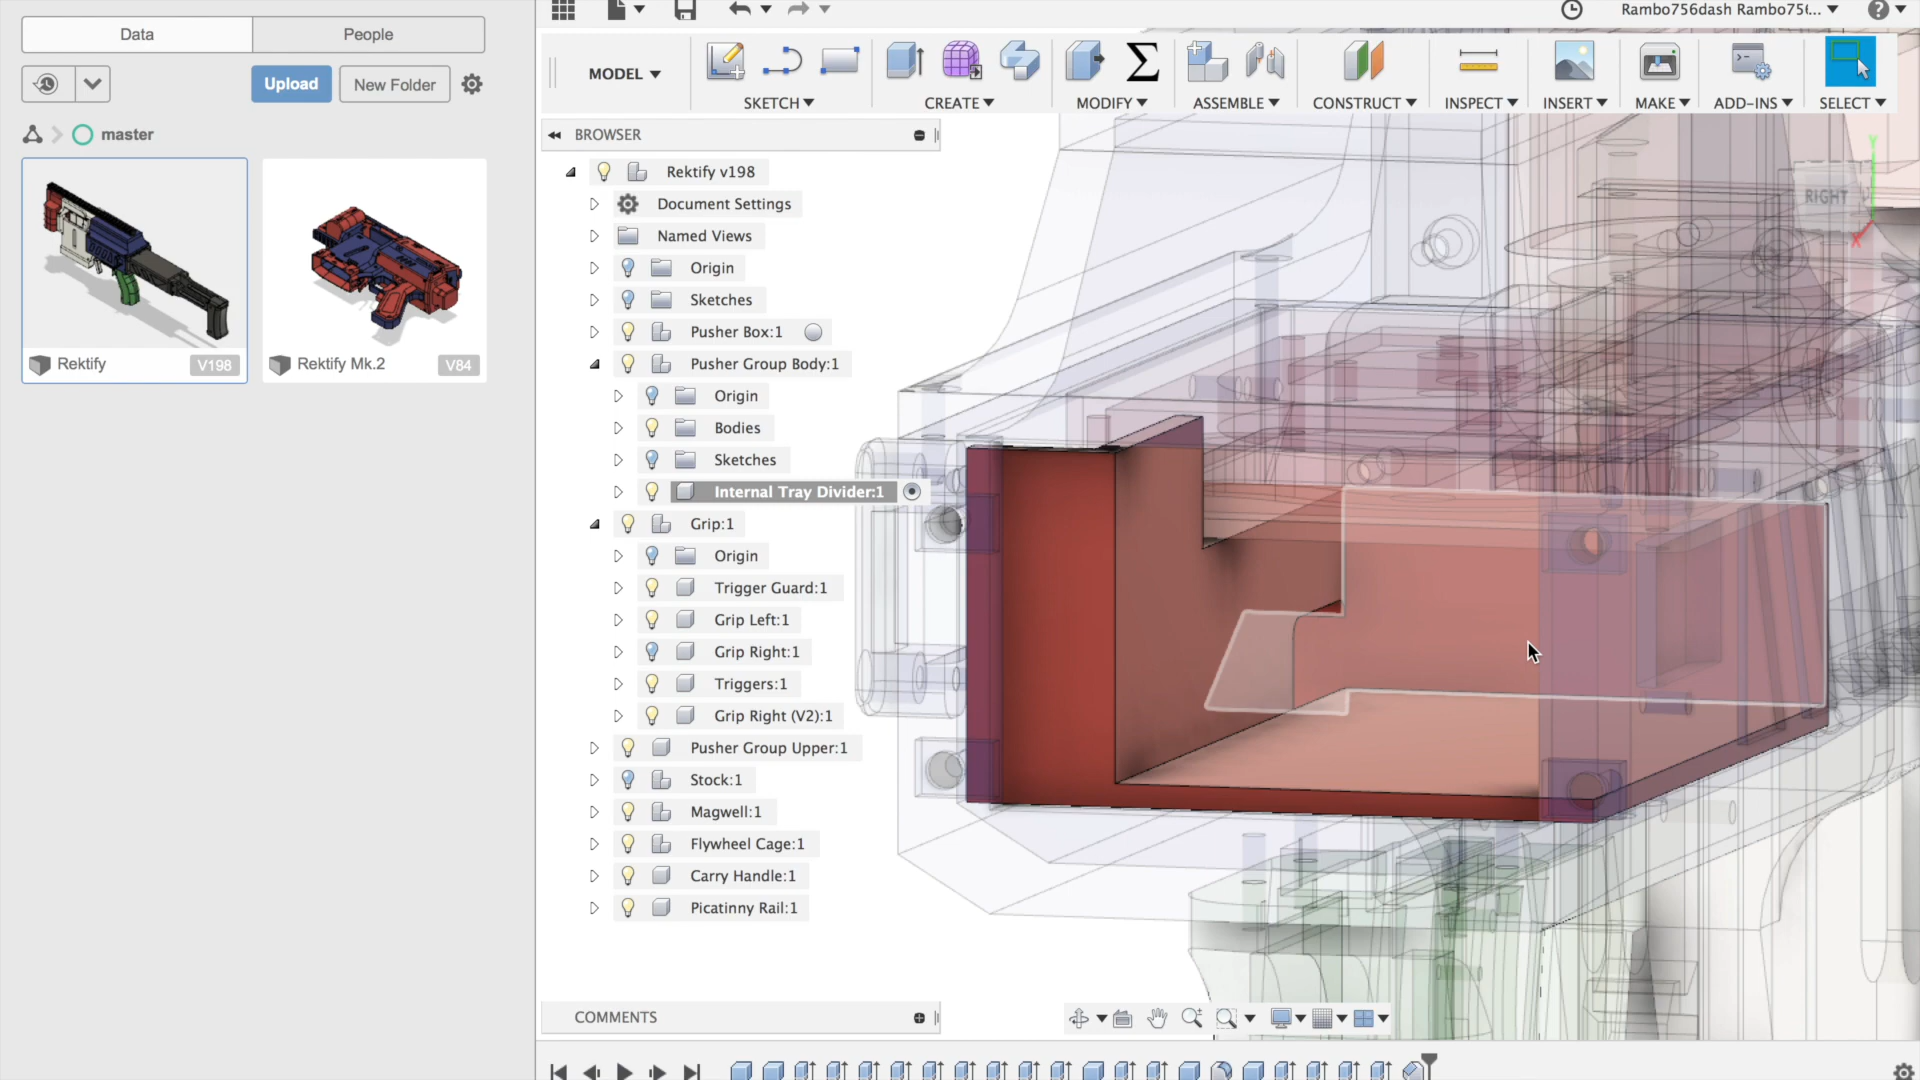 Data
People
Upload
New Folder
master
Rektify
V198
Rektify Mk.2
V84
Rambo756dash Rambo75(...
MODEL
SKETCH
CREATE
MODIFY
ASSEMBLE
CONSTRUCT
INSPECT
INSERT
MAKE
ADD-INS
SELECT
BROWSER
Rektify v198
Document Settings
Named Views
Origin
Sketches
Pusher Box:1
Pusher Group Body:1
Origin
Bodies
Sketches
Internal Tray Divider:1
Grip:1
Origin
Trigger Guard:1
Grip Left:1
Grip Right:1
Triggers:1
Grip Right (V2):1
Pusher Group Upper:1
Stock:1
Magwell:1
Flywheel Cage:1
Carry Handle:1
Picatinny Rail:1
RIGHT
Y
X
COMMENTS